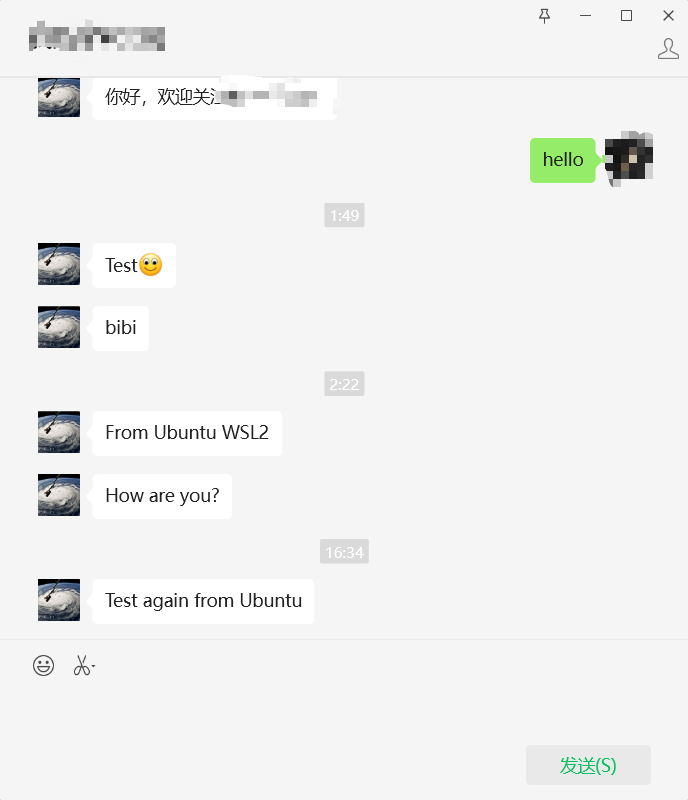 你好，欢迎关注
hello
1:49
Test🙂
bibi
2:22
From Ubuntu WSL2
How are you?
16:34
Test again from Ubuntu
发送(S)